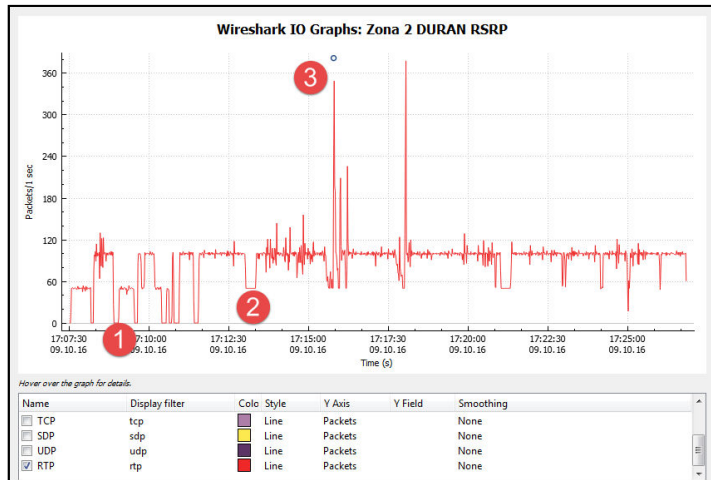 Wireshark IO Graphs: Zona 2 DURAN RSRP
3
360
300
240
180
120
60
0
Packets/1 sec
2
1
17:07:30 17:10:00 17:12:30 17:15:00 17:17:30 17:20:00 17:22:30 17:25:00
09.10.16 09.10.16 09.10.16 09.10.16 09.10.16 09.10.16 09.10.16 09.10.16
Time (s)
Hover over the graph for details.
Name Display filter Colo Style Y Axis Y Field Smoothing
TCP tcp Line Packets None
SDP sdp Line Packets None
UDP udp Line Packets None
RTP rtp Line Packets None